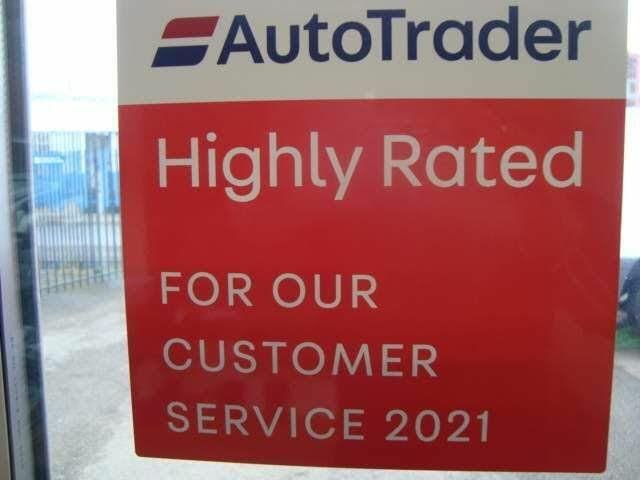 AutoTrader
Highly Rated
FOR OUR
CUSTOMER
SERVICE 2021